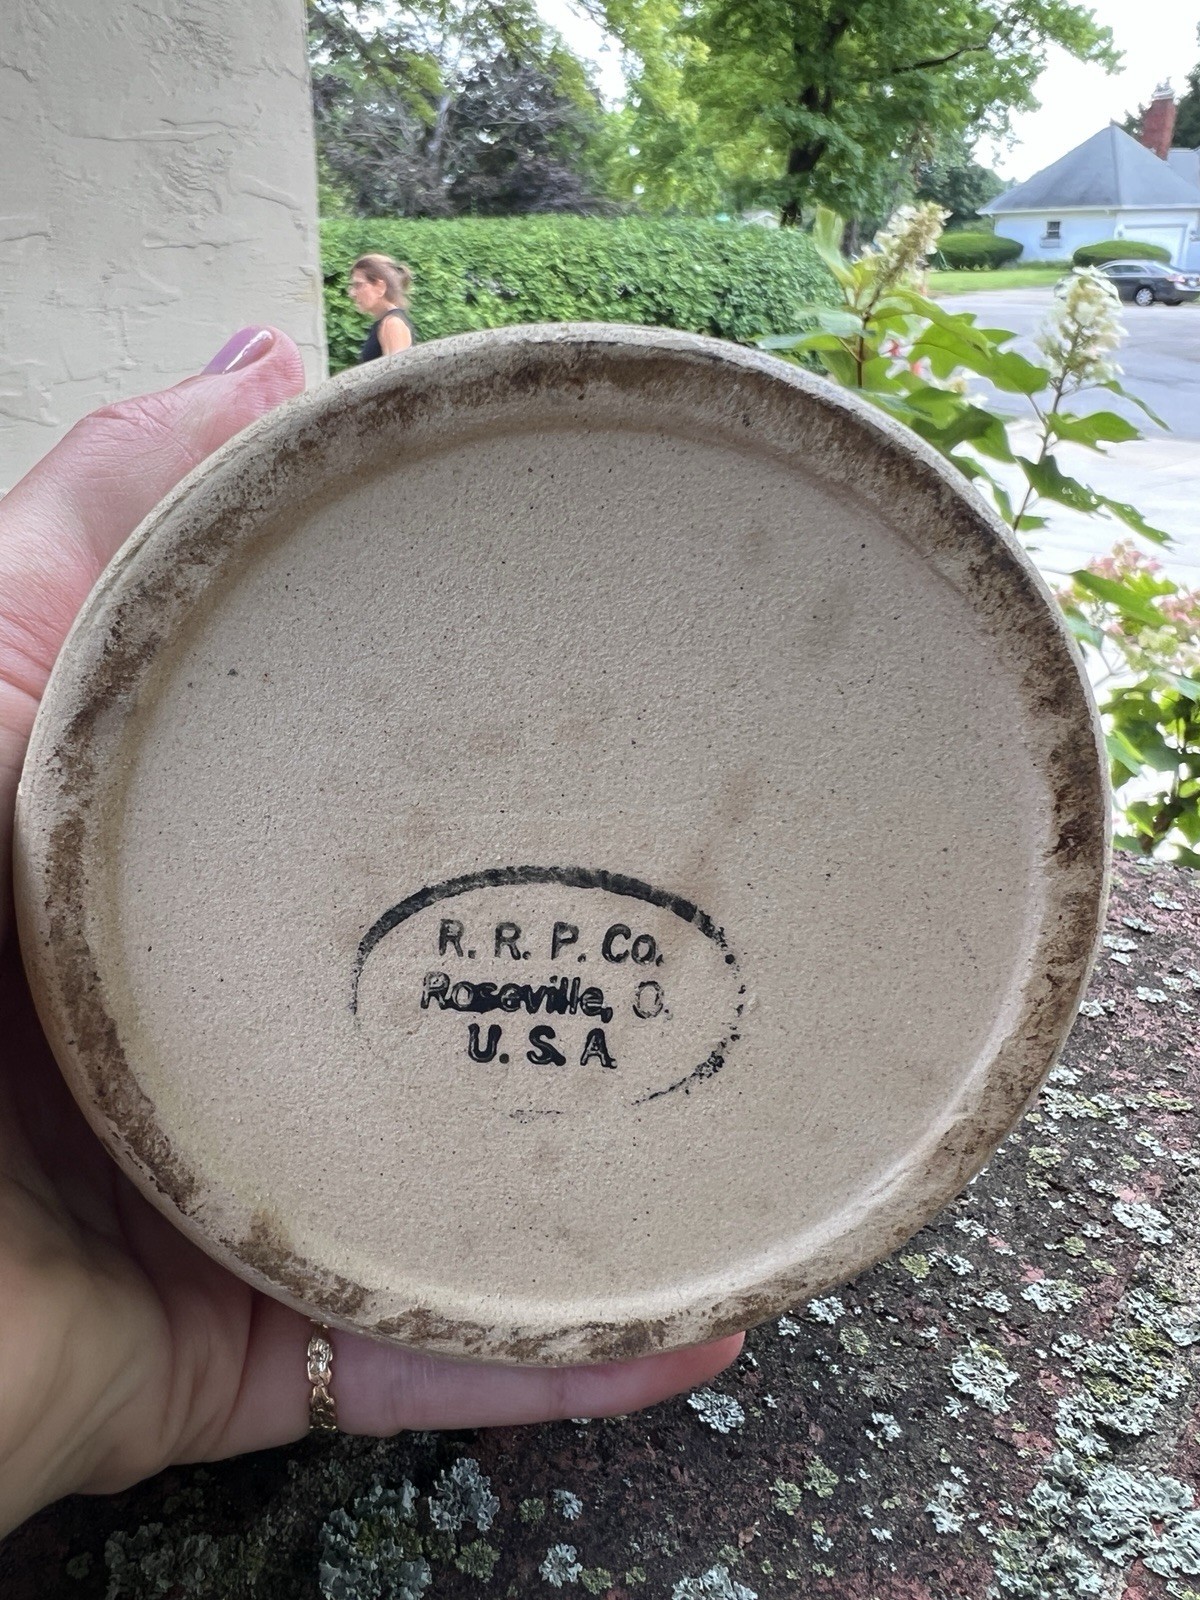 R. R. P. Co.
Roseville, O.
U. S. A